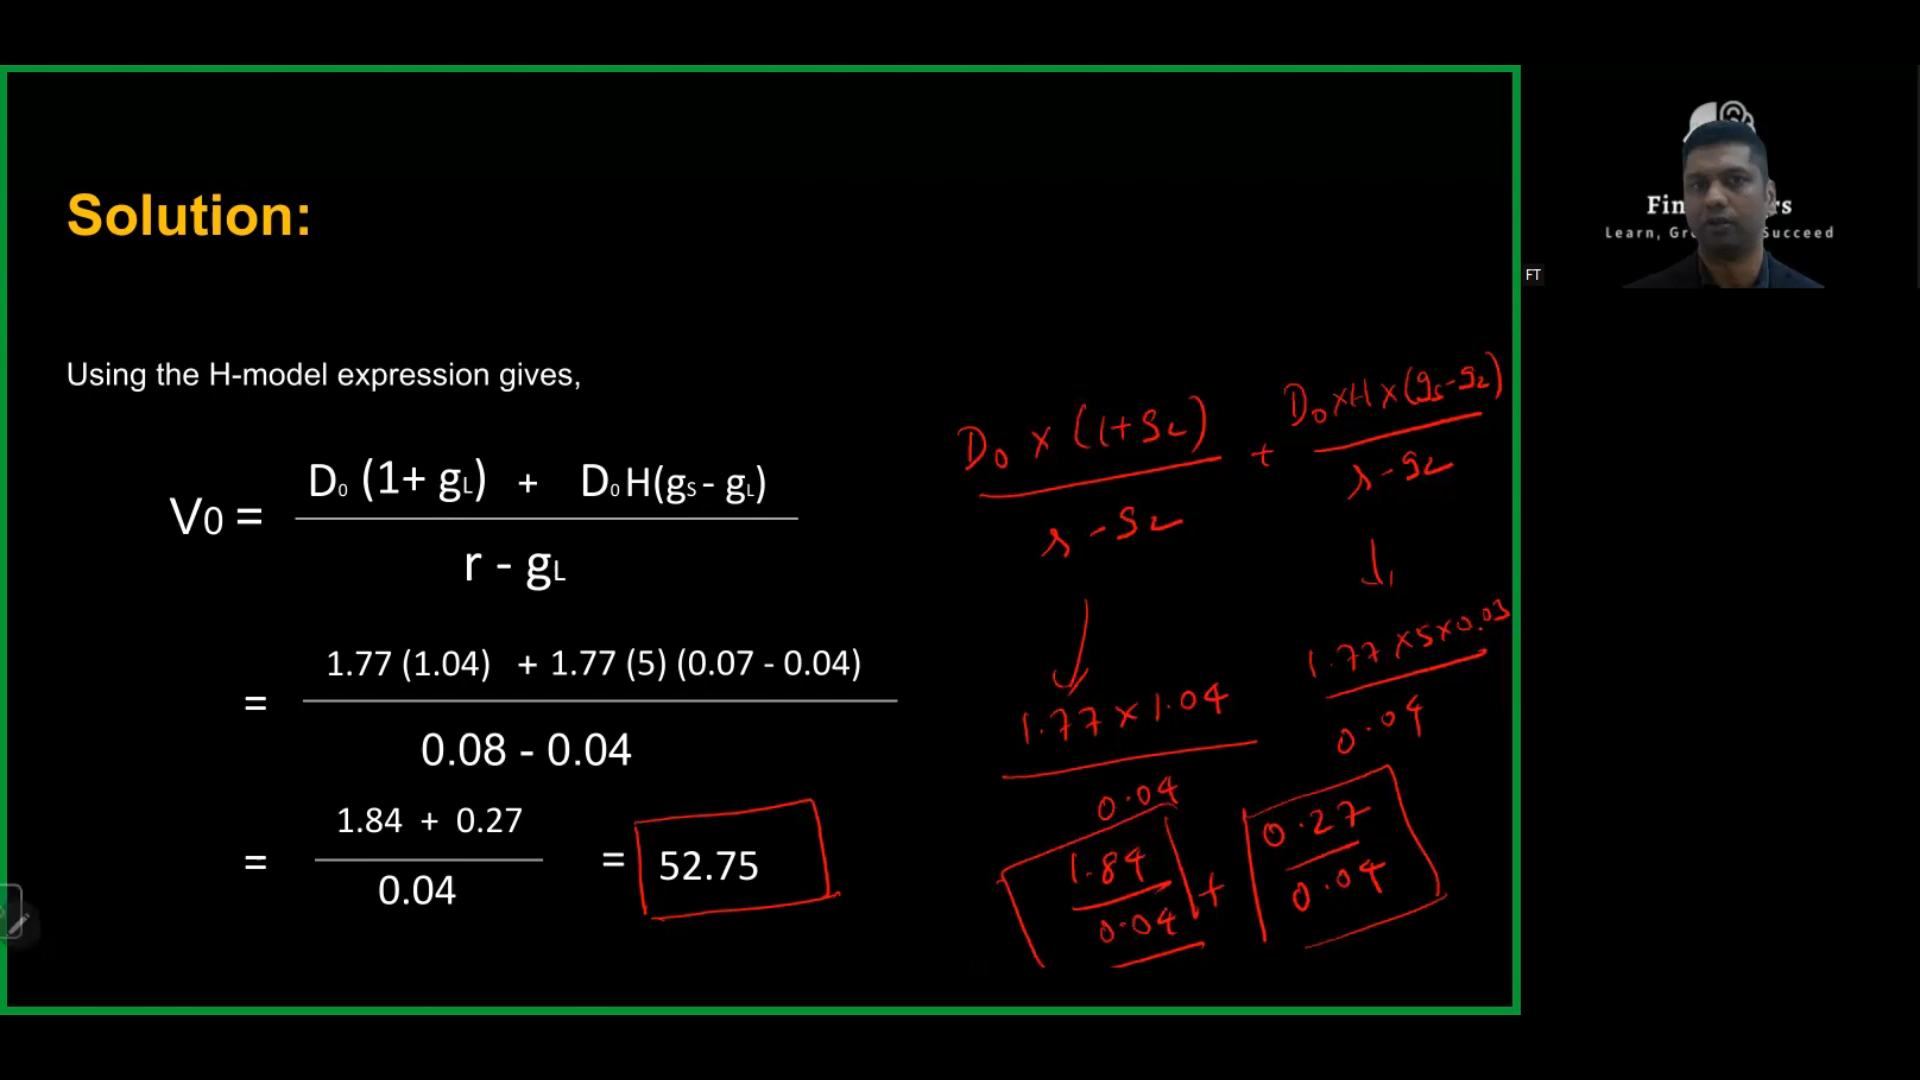 Solution:
Using the H-model expression gives,
V0 = D0 (1+ gL) + D0 H(gS - gL)
r - gL
= 1.77 (1.04) + 1.77 (5) (0.07 - 0.04)
0.08 - 0.04
= 1.84 + 0.27
0.04
= 52.75
D0 x (1+gL) + D0 x H x (gs-gL)
r - gL
r - gL
1.77 x 1.04
0.04
1.77 x 5 x 0.03
0.04
1.84 + 0.27
0.04
0.04
Learn, Gr Succeed
FT